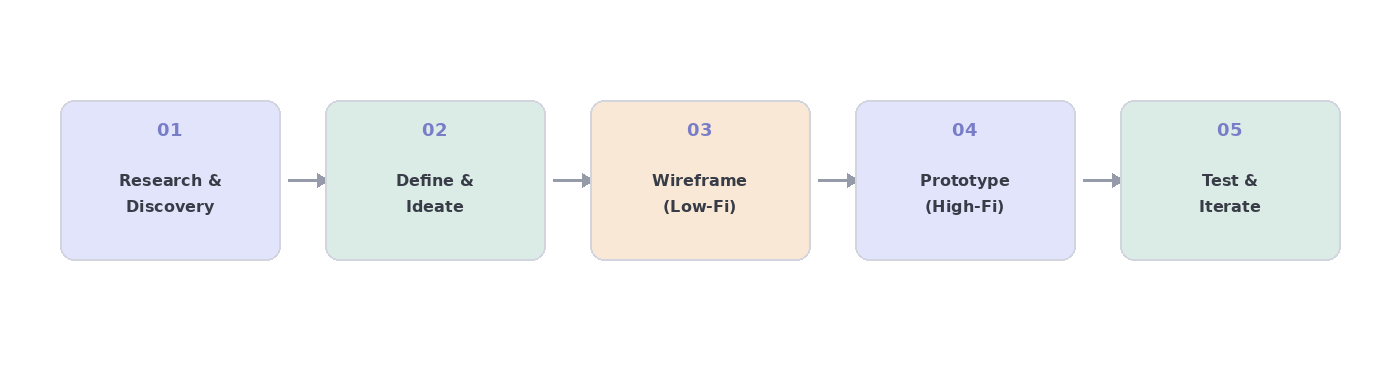 01
Research &
Discovery
02
Define &
Ideate
03
Wireframe
(Low-Fi)
04
Prototype
(High-Fi)
05
Test &
Iterate